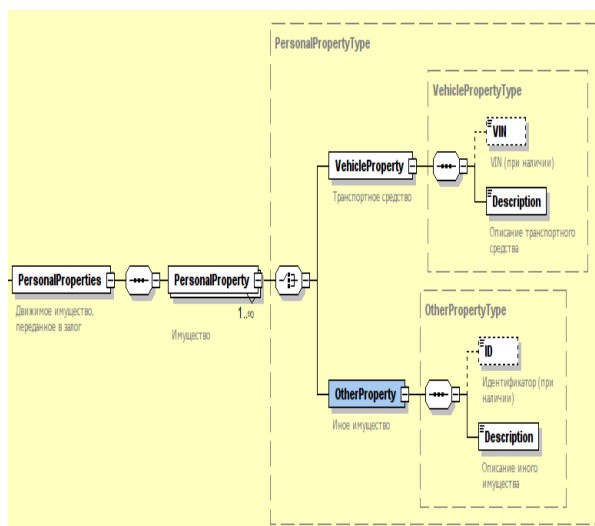 PersonalPropertyType
VehiclePropertyType
VIN
VIN (при наличии)
VehicleProperty
Транспортное средство
Description
Описание транспортного
средства
PersonalProperties
Движимое имущество,
переданное в залог
PersonalProperty
1..∞
Имущество
OtherPropertyType
ID
Идентификатор (при
наличии)
OtherProperty
Иное имущество
Description
Описание иного
имущества